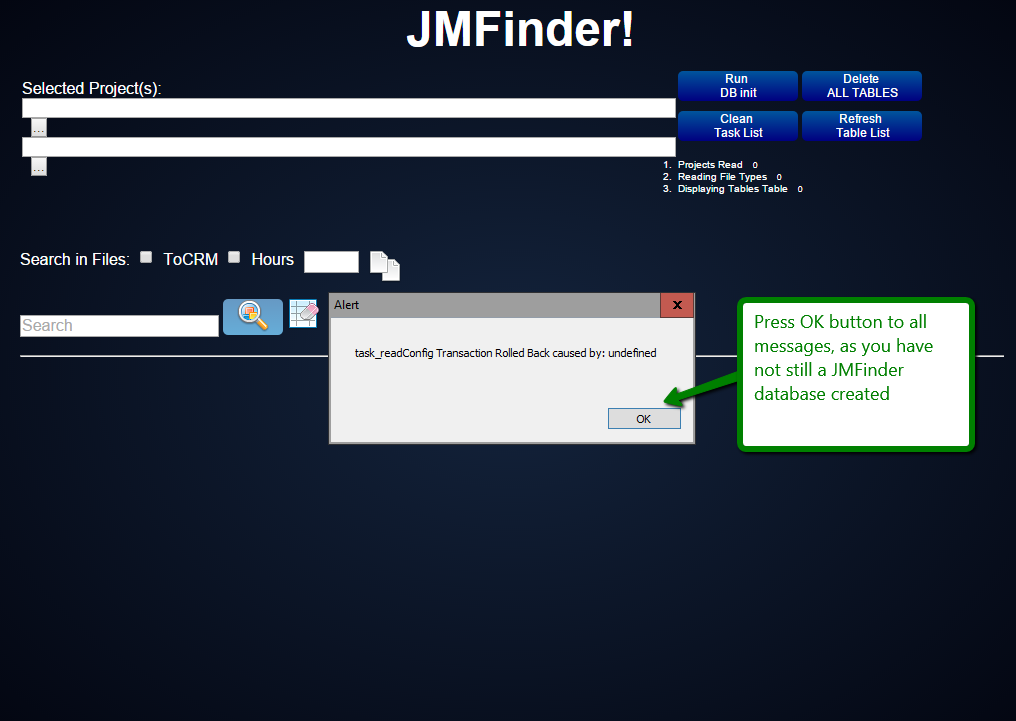 JMFinder!
Selected Project(s):
...
...
Run
DB init
Delete
ALL TABLES
Clean
Task List
Refresh
Table List
1. Projects Read 0
2. Reading File Types 0
3. Displaying Tables Table 0
Search in Files: ToCRM Hours
Search
Alert
x
task_readConfig Transaction Rolled Back caused by: undefined
OK
Press OK button to all
messages, as you have
not still a JMFinder
database created